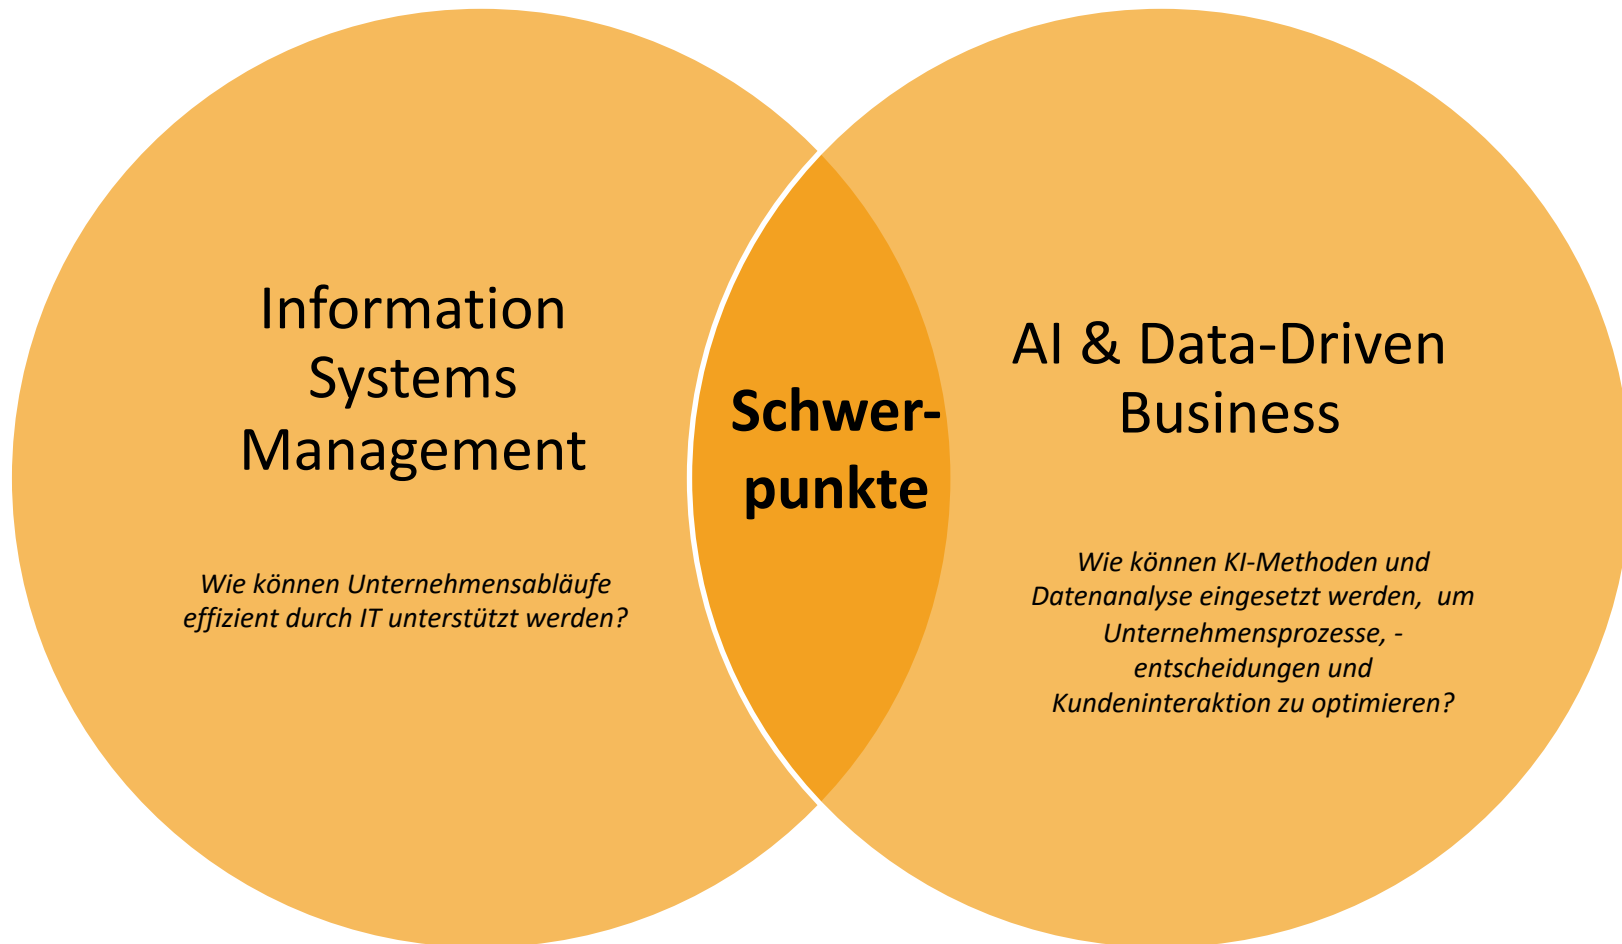 Information
Systems
Management
Wie können Unternehmensabläufe
effizient durch IT unterstützt werden?
Schwer-
punkte
AI & Data-Driven
Business
Wie können KI-Methoden und
Datenanalyse eingesetzt werden,  um
Unternehmensprozesse, -
entscheidungen und
Kundeninteraktion zu optimieren?